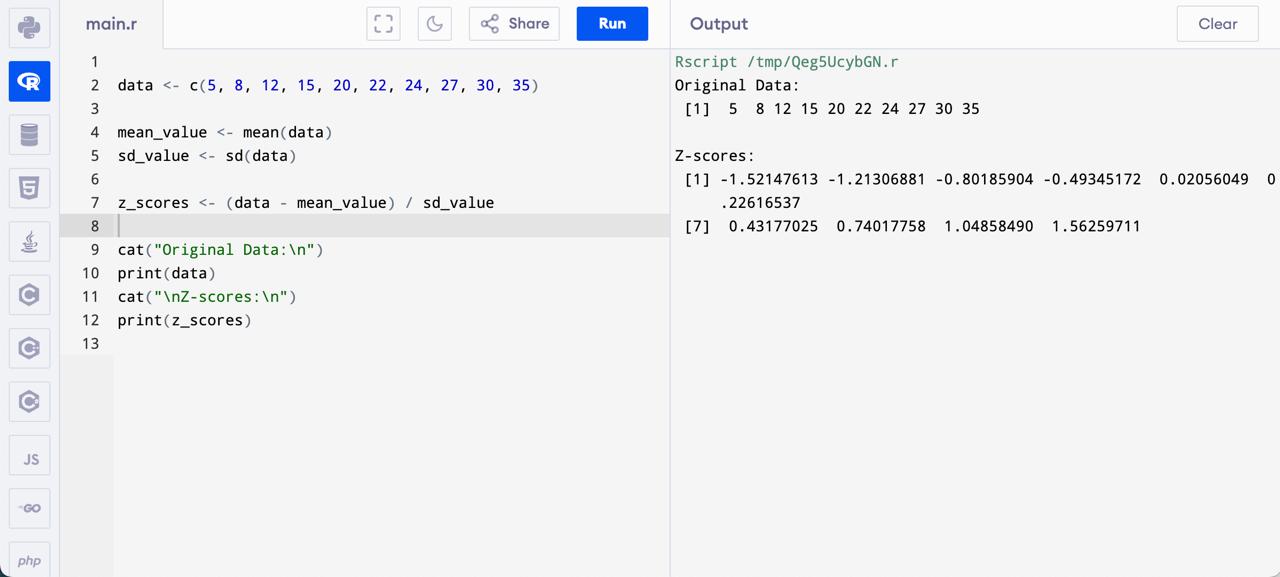 main.r
Share
Run
Output
Clear
1
2 data <- c(5, 8, 12, 15, 20, 22, 24, 27, 30, 35)
3
4 mean_value <- mean(data)
5 sd_value <- sd(data)
6
7 z_scores <- (data - mean_value) / sd_value
8
9 cat("Original Data:\n")
10 print(data)
11 cat("\nZ-scores:\n")
12 print(z_scores)
13
Rscript /tmp/Qeg5UcybGN.r
Original Data:
[1]  5  8 12 15 20 22 24 27 30 35
Z-scores:
[1] -1.52147613 -1.21306881 -0.80185904 -0.49345172  0.02056049  0
.22616537
[7]  0.43177025  0.74017758  1.04858490  1.56259711
R
5
C
C
C
JS
GO
php